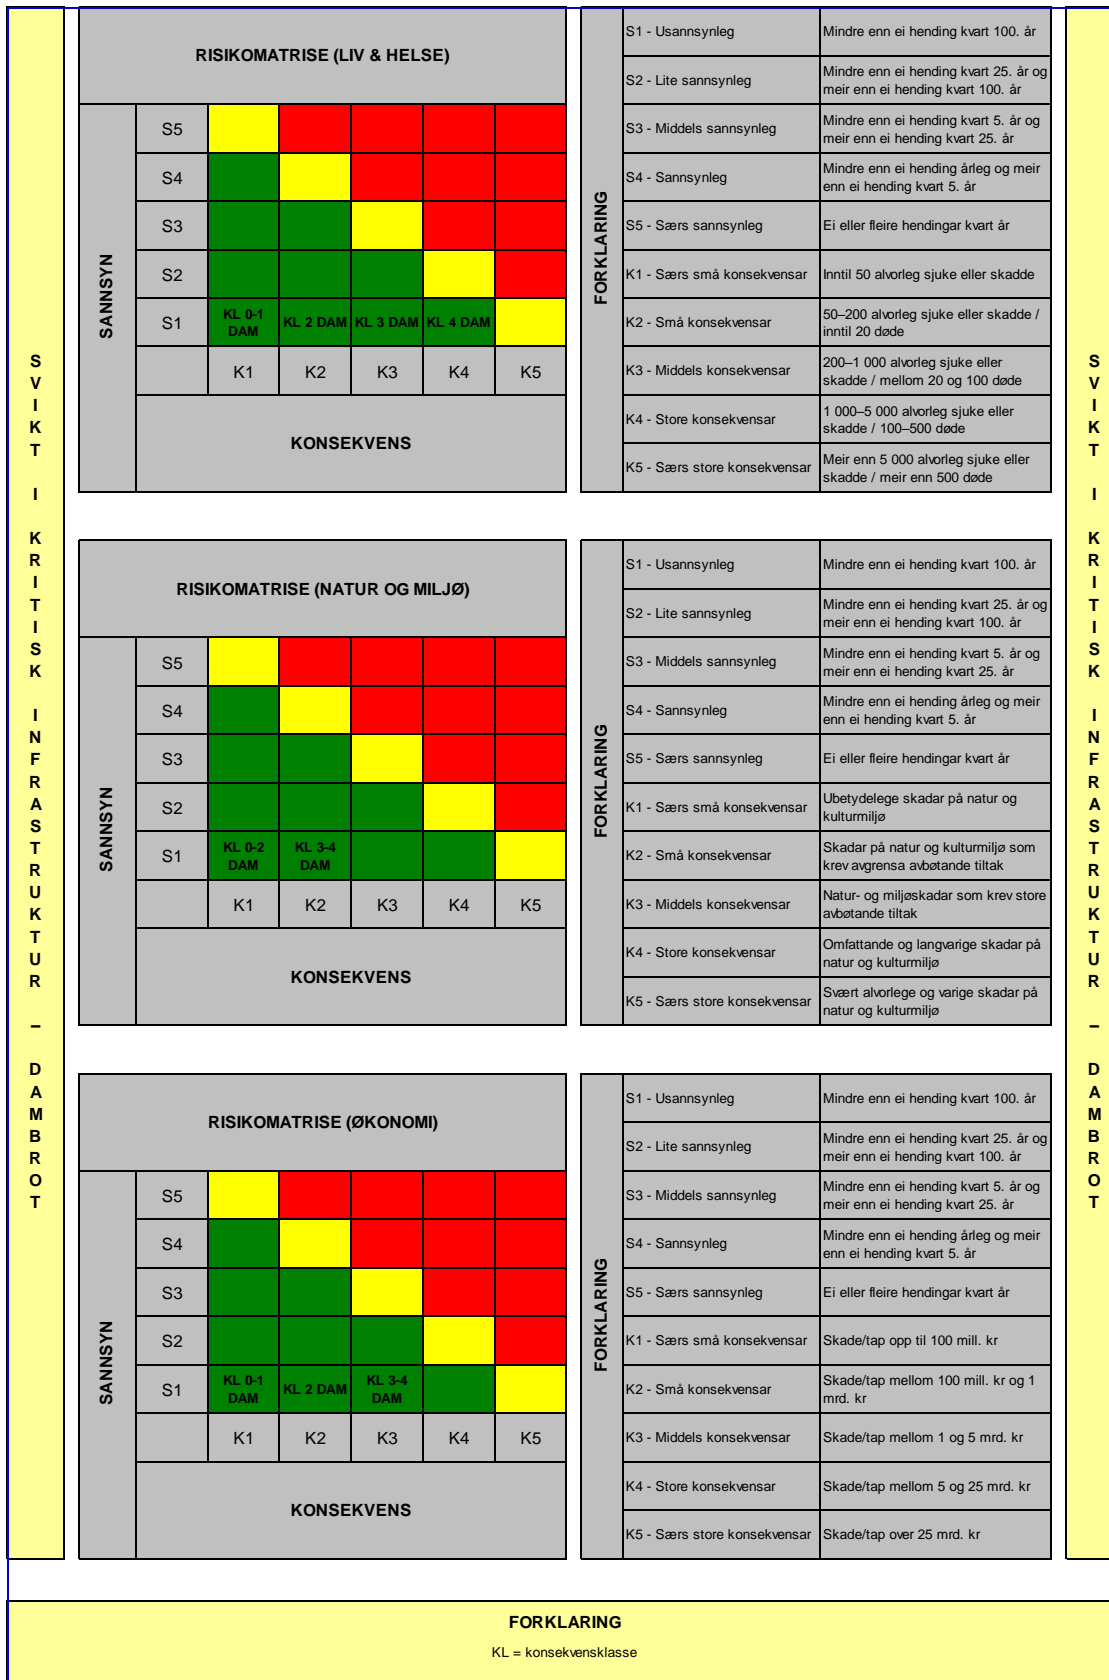 SVIKT I KRITISK INFRASTRUKTUR – DAMBROT
RISIKOMATRISE (LIV & HELSE)
SANNSYN
S5
S4
S3
S2
S1
KL 0-1
DAM
KL 2 DAM
KL 3 DAM
KL 4 DAM
K1
K2
K3
K4
K5
KONSEKVENS
FORKLARING
S1 - Usannsynleg
Mindre enn ei hending kvart 100. år
S2 - Lite sannsynleg
Mindre enn ei hending kvart 25. år og
meir enn ei hending kvart 100. år
S3 - Middels sannsynleg
Mindre enn ei hending kvart 5. år og
meir enn ei hending kvart 25. år
S4 - Sannsynleg
Mindre enn ei hending årleg og meir
enn ei hending kvart 5. år
S5 - Særs sannsynleg
Ei eller fleire hendingar kvart år
K1 - Særs små konsekvensar
Inntil 50 alvorleg sjuke eller skadde
K2 - Små konsekvensar
50–200 alvorleg sjuke eller skadde /
inntil 20 døde
K3 - Middels konsekvensar
200–1 000 alvorleg sjuke eller
skadde / mellom 20 og 100 døde
K4 - Store konsekvensar
1 000–5 000 alvorleg sjuke eller
skadde / 100–500 døde
K5 - Særs store konsekvensar
Meir enn 5 000 alvorleg sjuke eller
skadde / meir enn 500 døde
RISIKOMATRISE (NATUR OG MILJØ)
SANNSYN
S5
S4
S3
S2
S1
KL 0-2
DAM
KL 3-4
DAM
K1
K2
K3
K4
K5
KONSEKVENS
FORKLARING
S1 - Usannsynleg
Mindre enn ei hending kvart 100. år
S2 - Lite sannsynleg
Mindre enn ei hending kvart 25. år og
meir enn ei hending kvart 100. år
S3 - Middels sannsynleg
Mindre enn ei hending kvart 5. år og
meir enn ei hending kvart 25. år
S4 - Sannsynleg
Mindre enn ei hending årleg og meir
enn ei hending kvart 5. år
S5 - Særs sannsynleg
Ei eller fleire hendingar kvart år
K1 - Særs små konsekvensar
Ubetydelege skadar på natur og
kulturmiljø
K2 - Små konsekvensar
Skadar på natur og kulturmiljø som
krev avgrensa avbøtande tiltak
K3 - Middels konsekvensar
Natur- og miljøskadar som krev store
avbøtande tiltak
K4 - Store konsekvensar
Omfattande og langvarige skadar på
natur og kulturmiljø
K5 - Særs store konsekvensar
Svært alvorlege og varige skadar på
natur og kulturmiljø
RISIKOMATRISE (ØKONOMI)
SANNSYN
S5
S4
S3
S2
S1
KL 0-1
DAM
KL 2 DAM
KL 3-4
DAM
K1
K2
K3
K4
K5
KONSEKVENS
FORKLARING
S1 - Usannsynleg
Mindre enn ei hending kvart 100. år
S2 - Lite sannsynleg
Mindre enn ei hending kvart 25. år og
meir enn ei hending kvart 100. år
S3 - Middels sannsynleg
Mindre enn ei hending kvart 5. år og
meir enn ei hending kvart 25. år
S4 - Sannsynleg
Mindre enn ei hending årleg og meir
enn ei hending kvart 5. år
S5 - Særs sannsynleg
Ei eller fleire hendingar kvart år
K1 - Særs små konsekvensar
Skade/tap opp til 100 mill. kr
K2 - Små konsekvensar
Skade/tap mellom 100 mill. kr og 1
mrd. kr
K3 - Middels konsekvensar
Skade/tap mellom 1 og 5 mrd. kr
K4 - Store konsekvensar
Skade/tap mellom 5 og 25 mrd. kr
K5 - Særs store konsekvensar
Skade/tap over 25 mrd. kr
SVIKT I KRITISK INFRASTRUKTUR – DAMBROT
FORKLARING
KL = konsekvensklasse